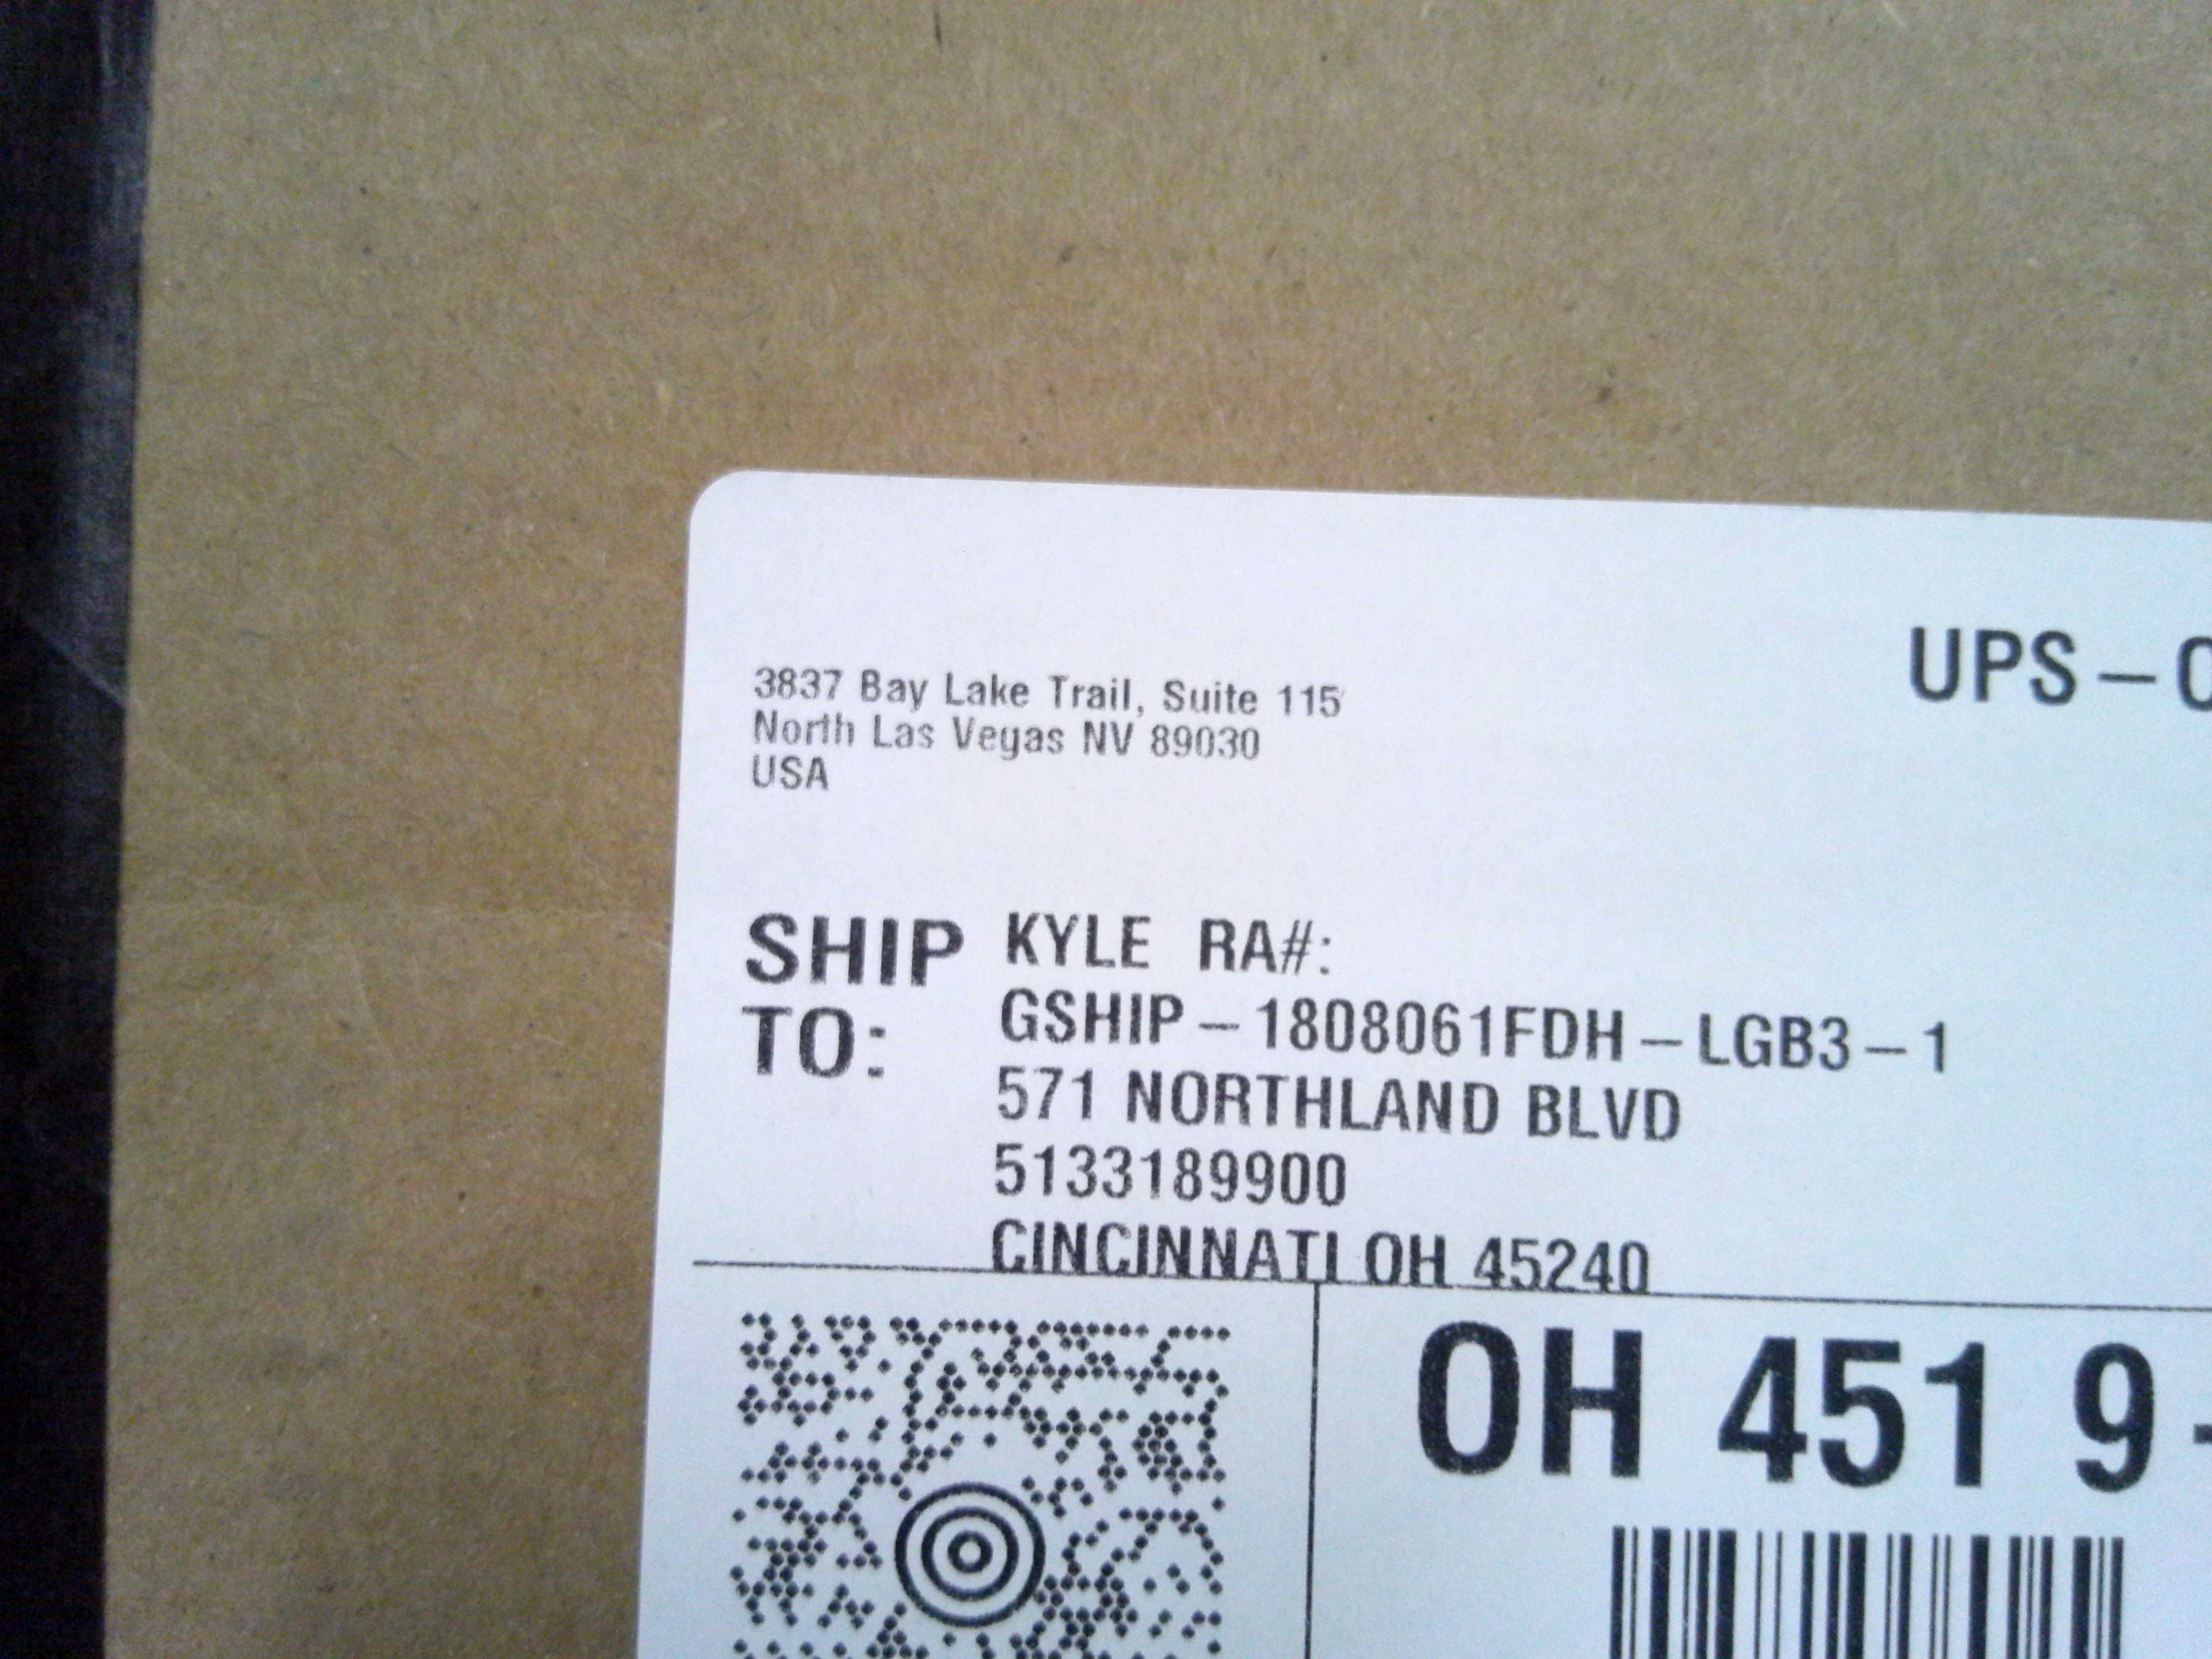 3837 Bay Lake Trail, Suite 115
North Las Vegas NV 89030
USA
UPS-
SHIP TO:
KYLE RA#:
GSHIP-1808061FDH-LGB3-1
571 NORTHLAND BLVD
5133189900
CINCINNATI OH 45240
OH 451 9-